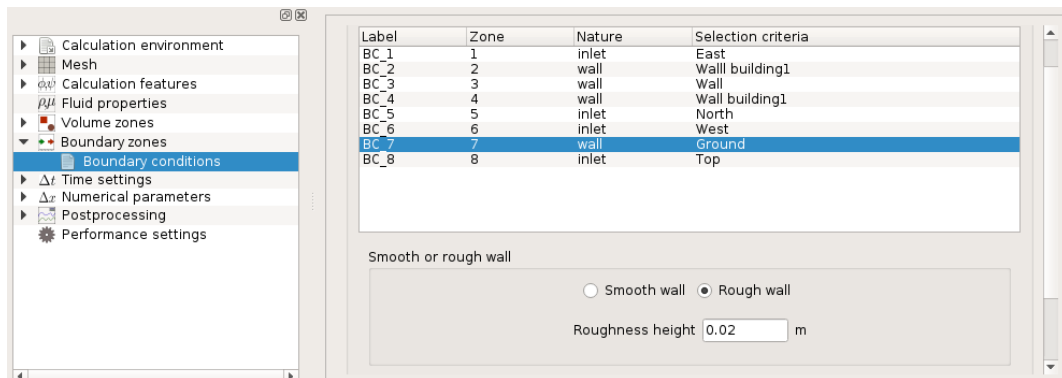 Calculation environment
Mesh
φ,ψ Calculation features
ρμ Fluid properties
Volume zones
Boundary zones
Boundary conditions
Δt Time settings
Δx Numerical parameters
Postprocessing
Performance settings
Label Zone Nature Selection criteria
BC_1 1 inlet East
BC_2 2 wall Walll building1
BC_3 3 wall Wall
BC_4 4 wall Wall building1
BC_5 5 inlet North
BC_6 6 inlet West
BC_7 7 wall Ground
BC_8 8 inlet Top
Smooth or rough wall
Smooth wall Rough wall
Roughness height 0.02 m